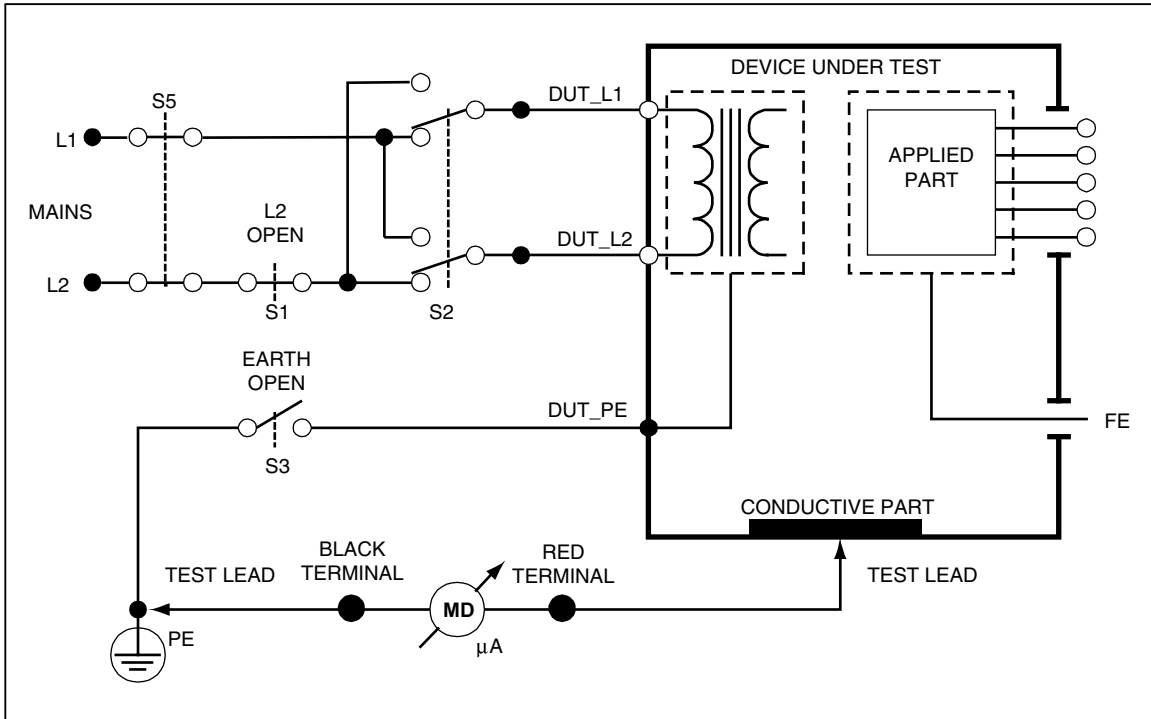 DEVICE UNDER TEST
S5
DUT_L1
L1
APPLIED
PART
MAINS
L2
OPEN
DUT_L2
L2
S1
S2
EARTH
OPEN
DUT_PE
FE
S3
CONDUCTIVE PART
BLACK
TERMINAL
RED
TERMINAL
TEST LEAD
TEST LEAD
MD
PE
µA